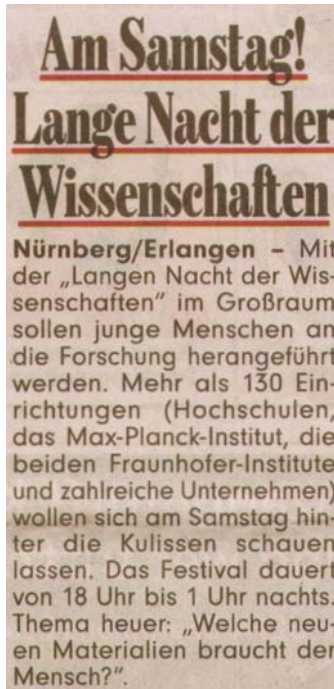 Am Samstag!
Lange Nacht der
Wissenschaften
Nürnberg/Erlangen – Mit
der „Langen Nacht der Wis-
senschaften" im Großraum
sollen junge Menschen an
die Forschung herangeführt
werden. Mehr als 130 Ein-
richtungen (Hochschulen,
das Max-Planck-Institut, die
beiden Fraunhofer-Institute
und zahlreiche Unternehmen)
wollen sich am Samstag hin-
ter die Kulissen schauen
lassen. Das Festival dauert
von 18 Uhr bis 1 Uhr nachts.
Thema heuer: „Welche neu-
en Materialien braucht der
Mensch?".